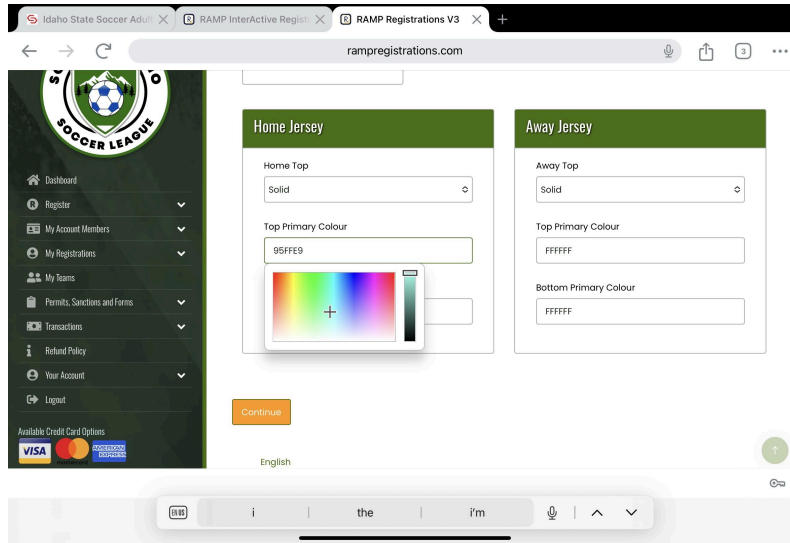 Idaho State Soccer Adult
RAMP InterActive Regist
RAMP Registrations V3
rampregistrations.com
3
SOCCER LEAGUE
Dashboard
Register
My Account Members
My Registrations
My Teams
Permits, Sanctions and Forms
Transactions
Refund Policy
Your Account
Logout
Available Credit Card Options
VISA
mastercard
AMERICAN EXPRESS
Home Jersey
Home Top
Solid
Top Primary Colour
95FFE9
Away Jersey
Away Top
Solid
Top Primary Colour
FFFFFF
Bottom Primary Colour
FFFFFF
Continue
English
EN US
i
the
i'm